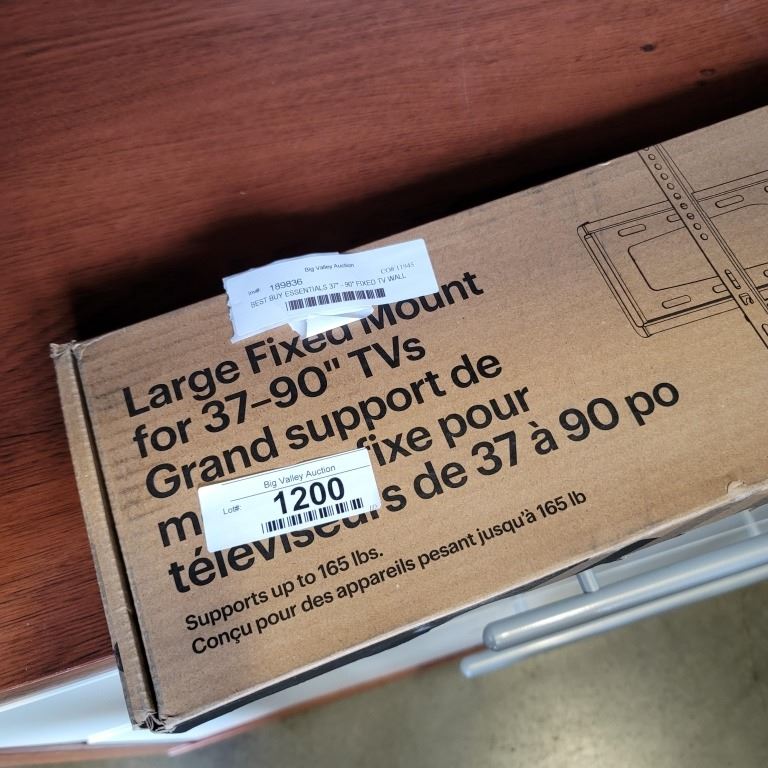 Big Valley Auction
Inv#: 189836 COR11945
BEST BUY ESSENTIALS 37" - 90" FIXED TV WALL
Large Fixed Mount
for 37–90" TVs
Grand support de
fixe pour
téléviseurs de 37 à 90 po
Big Valley Auction
Lot#: 1200
Supports up to 165 lbs.
Conçu pour des appareils pesant jusqu'à 165 lb